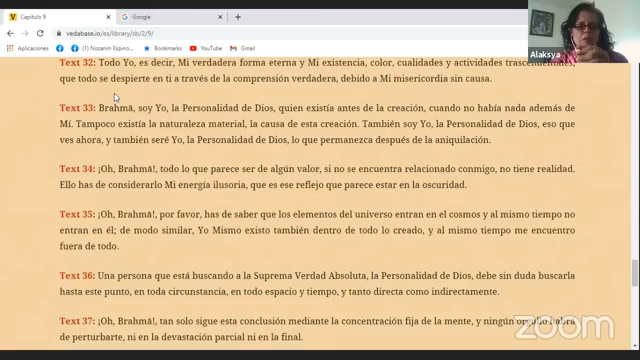 Capítulo 9
Google
vedabase.io/es/library/sb/2/9/
Aplicaciones
() Nozarim Espino...
Bookmarks
YouTube
Gmail
Alaksya
Text 32: Todo Yo, es decir, Mi verdadera forma eterna y Mi existencia, color, cualidades y actividades trascendentales,
que todo se despierte en ti a través de la comprensión verdadera, debido a Mi misericordia sin causa.
Text 33: Brahmā, soy Yo, la Personalidad de Dios, quien existía antes de la creación, cuando no había nada además de
Mí. Tampoco existía la naturaleza material, la causa de esta creación. También soy Yo, la Personalidad de Dios, eso que
ves ahora, y también seré Yo, la Personalidad de Dios, lo que permanezca después de la aniquilación.
Text 34: ¡Oh, Brahmā!, todo lo que parece ser de algún valor, si no se encuentra relacionado conmigo, no tiene realidad.
Ello has de considerarlo Mi energía ilusoria, que es ese reflejo que parece estar en la oscuridad.
Text 35: ¡Oh, Brahmā!, por favor, has de saber que los elementos del universo entran en el cosmos y al mismo tiempo no
entran en él; de modo similar, Yo Mismo existo también dentro de todo lo creado, y al mismo tiempo me encuentro
fuera de todo.
Text 36: Una persona que está buscando a la Suprema Verdad Absoluta, la Personalidad de Dios, debe sin duda buscarla
hasta este punto, en toda circunstancia, en todo espacio y tiempo, y tanto directa como indirectamente.
Text 37: ¡Oh, Brahmā!, tan solo sigue esta conclusión mediante la concentración fija de la mente, y ningún orgullo habrá
de perturbarte, ni en la devastación parcial ni en la final.
zoom